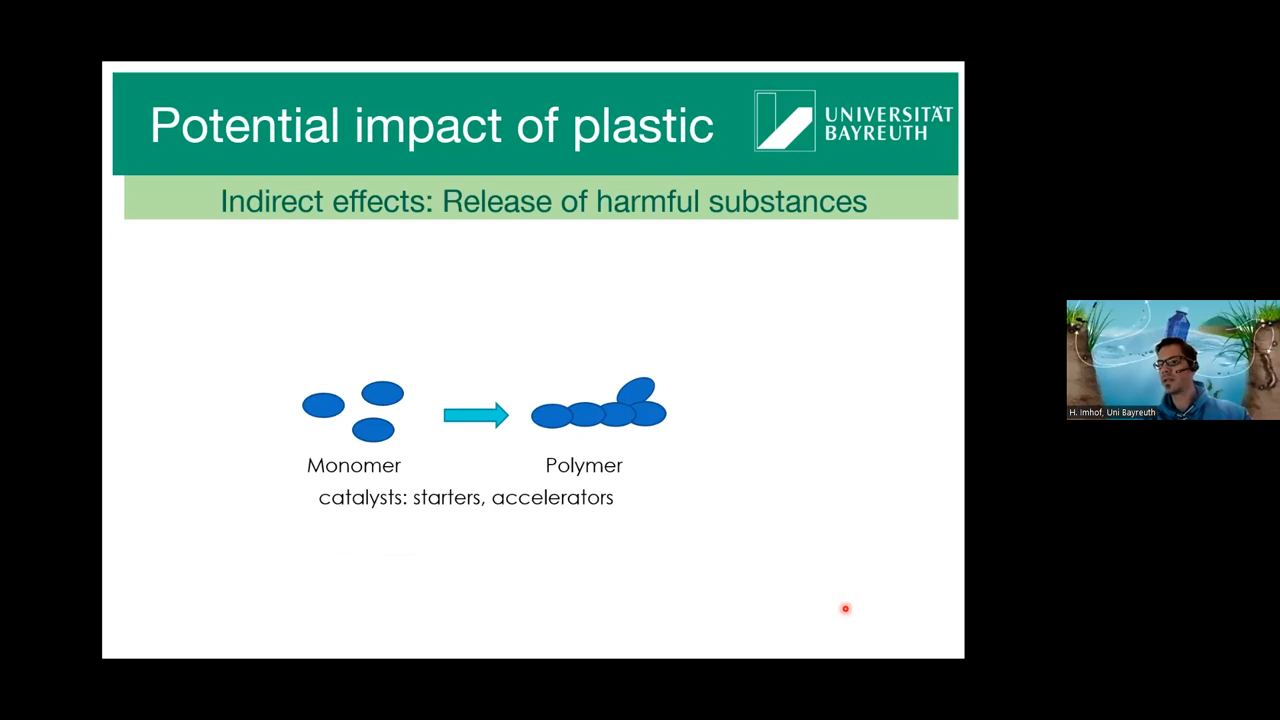 Potential impact of plastic
UNIVERSITÄT
BAYREUTH
Indirect effects: Release of harmful substances
Monomer
Polymer
catalysts: starters, accelerators
H. Imhof, Uni Bayreuth